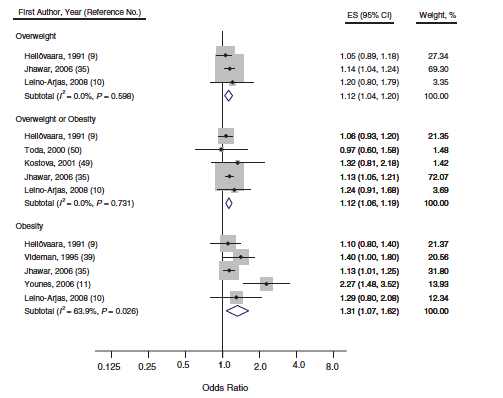 First Author, Year (Reference No.) ES (95% CI) Weight, %
Overweight
Heliövaara, 1991 (9) 1.05 (0.89, 1.18) 27.34
Jhawar, 2006 (35) 1.14 (1.04, 1.24) 69.30
Leino-Arjas, 2008 (10) 1.20 (0.80, 1.79) 3.35
Subtotal (I² = 0.0%, P = 0.598) 1.12 (1.04, 1.20) 100.00
Overweight or Obesity
Heliövaara, 1991 (9) 1.06 (0.93, 1.20) 21.35
Toda, 2000 (50) 0.97 (0.60, 1.58) 1.48
Kostova, 2001 (49) 1.32 (0.81, 2.18) 1.42
Jhawar, 2006 (35) 1.13 (1.05, 1.21) 72.07
Leino-Arjas, 2008 (10) 1.24 (0.91, 1.68) 3.69
Subtotal (I² = 0.0%, P = 0.731) 1.12 (1.06, 1.19) 100.00
Obesity
Heliövaara, 1991 (9) 1.10 (0.80, 1.40) 21.37
Videman, 1995 (39) 1.40 (1.00, 1.80) 20.56
Jhawar, 2006 (35) 1.13 (1.01, 1.25) 31.80
Younes, 2006 (11) 2.27 (1.48, 3.52) 13.93
Leino-Arjas, 2008 (10) 1.29 (0.80, 2.08) 12.34
Subtotal (I² = 63.9%, P = 0.026) 1.31 (1.07, 1.62) 100.00
0.125 0.25 0.5 1.0 2.0 4.0 8.0
Odds Ratio